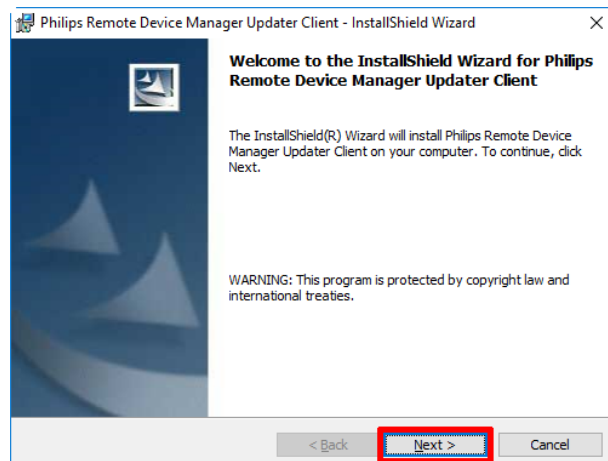 Philips Remote Device Manager Updater Client - InstallShield Wizard
Welcome to the InstallShield Wizard for Philips
Remote Device Manager Updater Client
The InstallShield(R) Wizard will install Philips Remote Device
Manager Updater Client on your computer. To continue, click
Next.
WARNING: This program is protected by copyright law and
international treaties.
< Back Next > Cancel